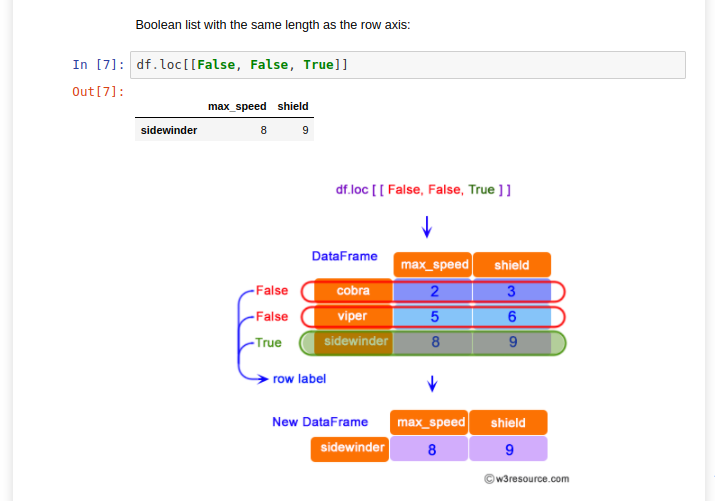 Boolean list with the same length as the row axis:
In [7]: df.loc[[False, False, True]]
Out[7]:
max_speed shield
sidewinder 8 9
df.loc [ [ False, False, True ] ]
DataFrame max_speed shield
False cobra 2 3
False viper 5 6
True sidewinder 8 9
row label
New DataFrame max_speed shield
sidewinder 8 9
©w3resource.com